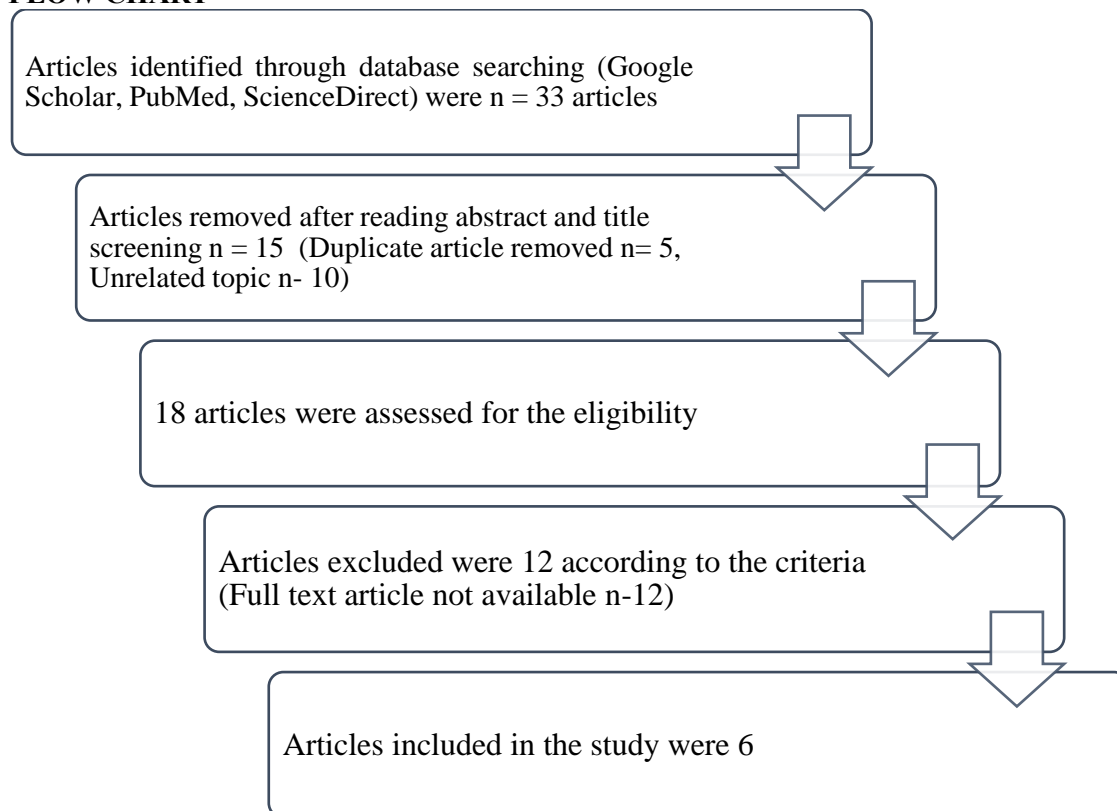 FLOW CHART
Articles identified through database searching (Google
Scholar, PubMed, ScienceDirect) were n = 33 articles
Articles removed after reading abstract and title
screening n = 15 (Duplicate article removed n= 5,
Unrelated topic n- 10)
18 articles were assessed for the eligibility
Articles excluded were 12 according to the criteria
(Full text article not available n-12)
Articles included in the study were 6